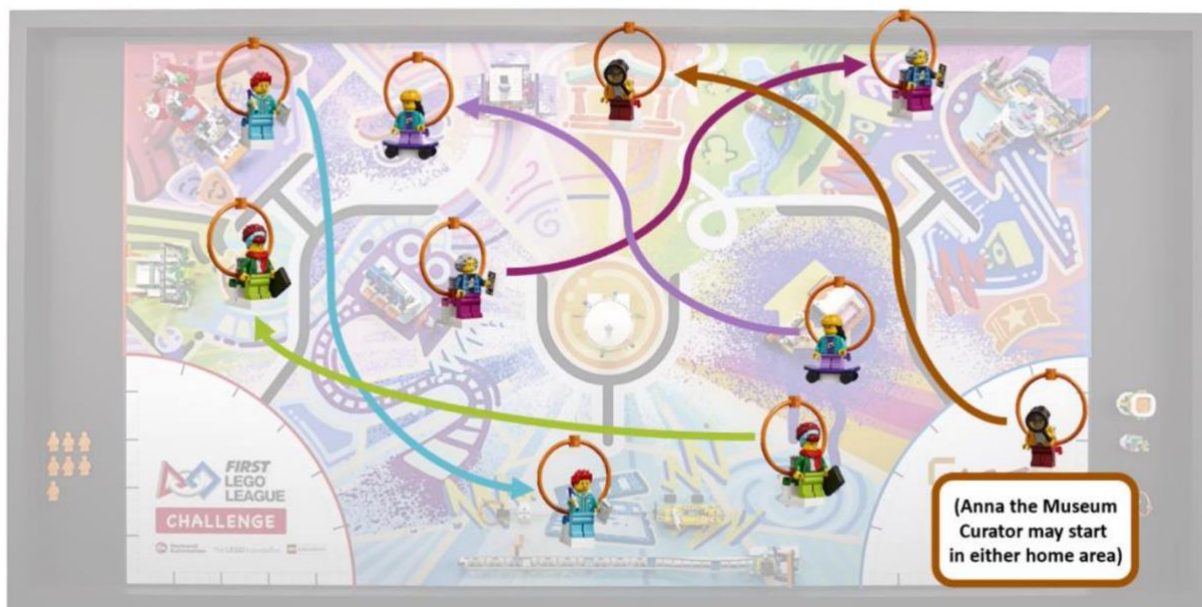 FIRST
LEGO
LEAGUE
CHALLENGE
(Anna the Museum
Curator may start
in either home area)